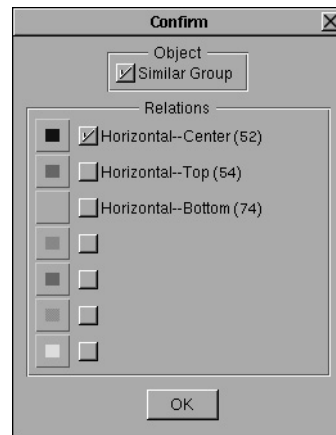 Confirm
Object
Similar Group
Relations
Horizontal--Center (52)
Horizontal--Top (54)
Horizontal--Bottom (74)
OK